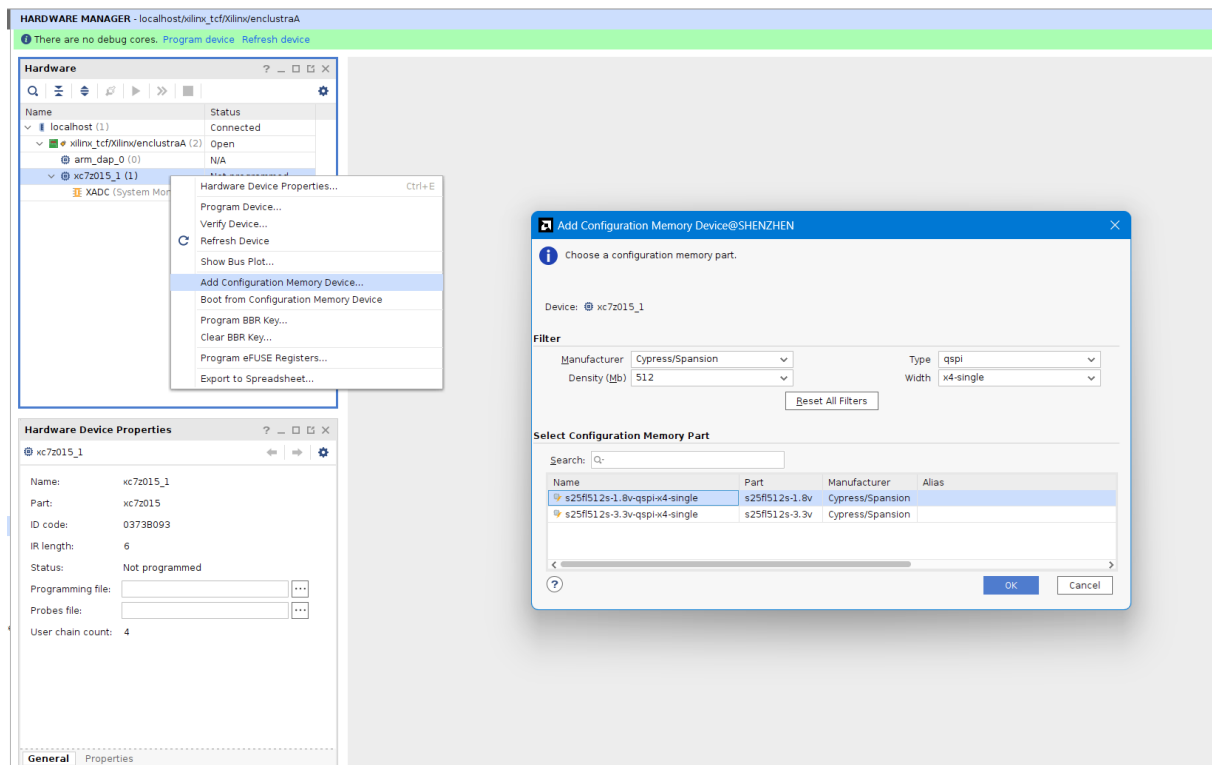 HARDWARE MANAGER - localhost/xilinx_tcf/Xilinx/enclustraA
There are no debug cores. Program device Refresh device
Hardware
Name Status
localhost (1) Connected
xilinx_tcf/Xilinx/enclustraA (2) Open
arm_dap_0 (0) N/A
xc7z015_1 (1) Not programmed
XADC (System Mon
Hardware Device Properties... Ctrl+E
Program Device...
Verify Device...
Refresh Device
Show Bus Plot...
Add Configuration Memory Device...
Boot from Configuration Memory Device
Program BBR Key...
Clear BBR Key...
Program eFUSE Registers...
Export to Spreadsheet...
Hardware Device Properties
xc7z015_1
Name: xc7z015_1
Part: xc7z015
ID code: 0373B093
IR length: 6
Status: Not programmed
Programming file:
Probes file:
User chain count: 4
General Properties
Add Configuration Memory Device@SHENZHEN
Choose a configuration memory part.
Device: xc7z015_1
Filter
Manufacturer Cypress/Spansion Type qspi
Density (Mb) 512 Width x4-single
Reset All Filters
Select Configuration Memory Part
Search:
Name Part Manufacturer Alias
s25fl512s-1.8v-qspi-x4-single s25fl512s-1.8v Cypress/Spansion
s25fl512s-3.3v-qspi-x4-single s25fl512s-3.3v Cypress/Spansion
OK Cancel